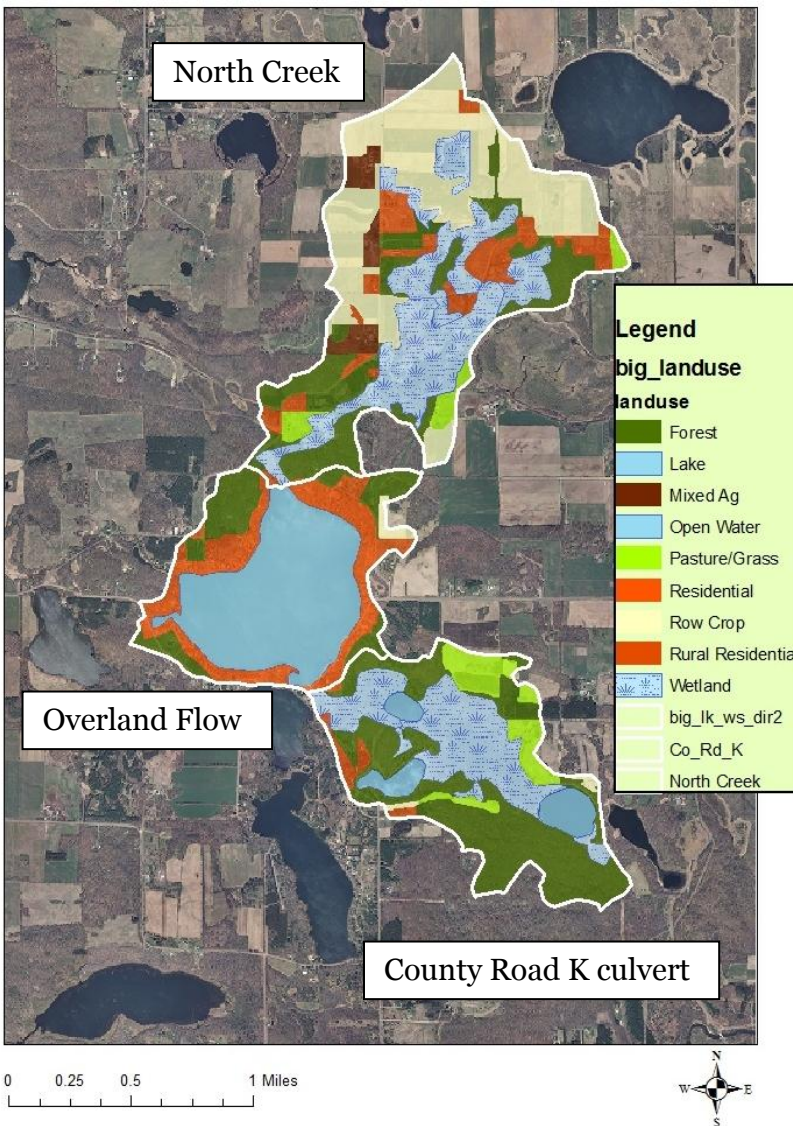 North Creek
Legend
big_landuse
landuse
Forest
Lake
Mixed Ag
Open Water
Pasture/Grass
Residential
Row Crop
Rural Residentia
Wetland
big_lk_ws_dir2
Co_Rd_K
North Creek
Overland Flow
County Road K culvert
0 0.25 0.5 1 Miles
N
W E
S